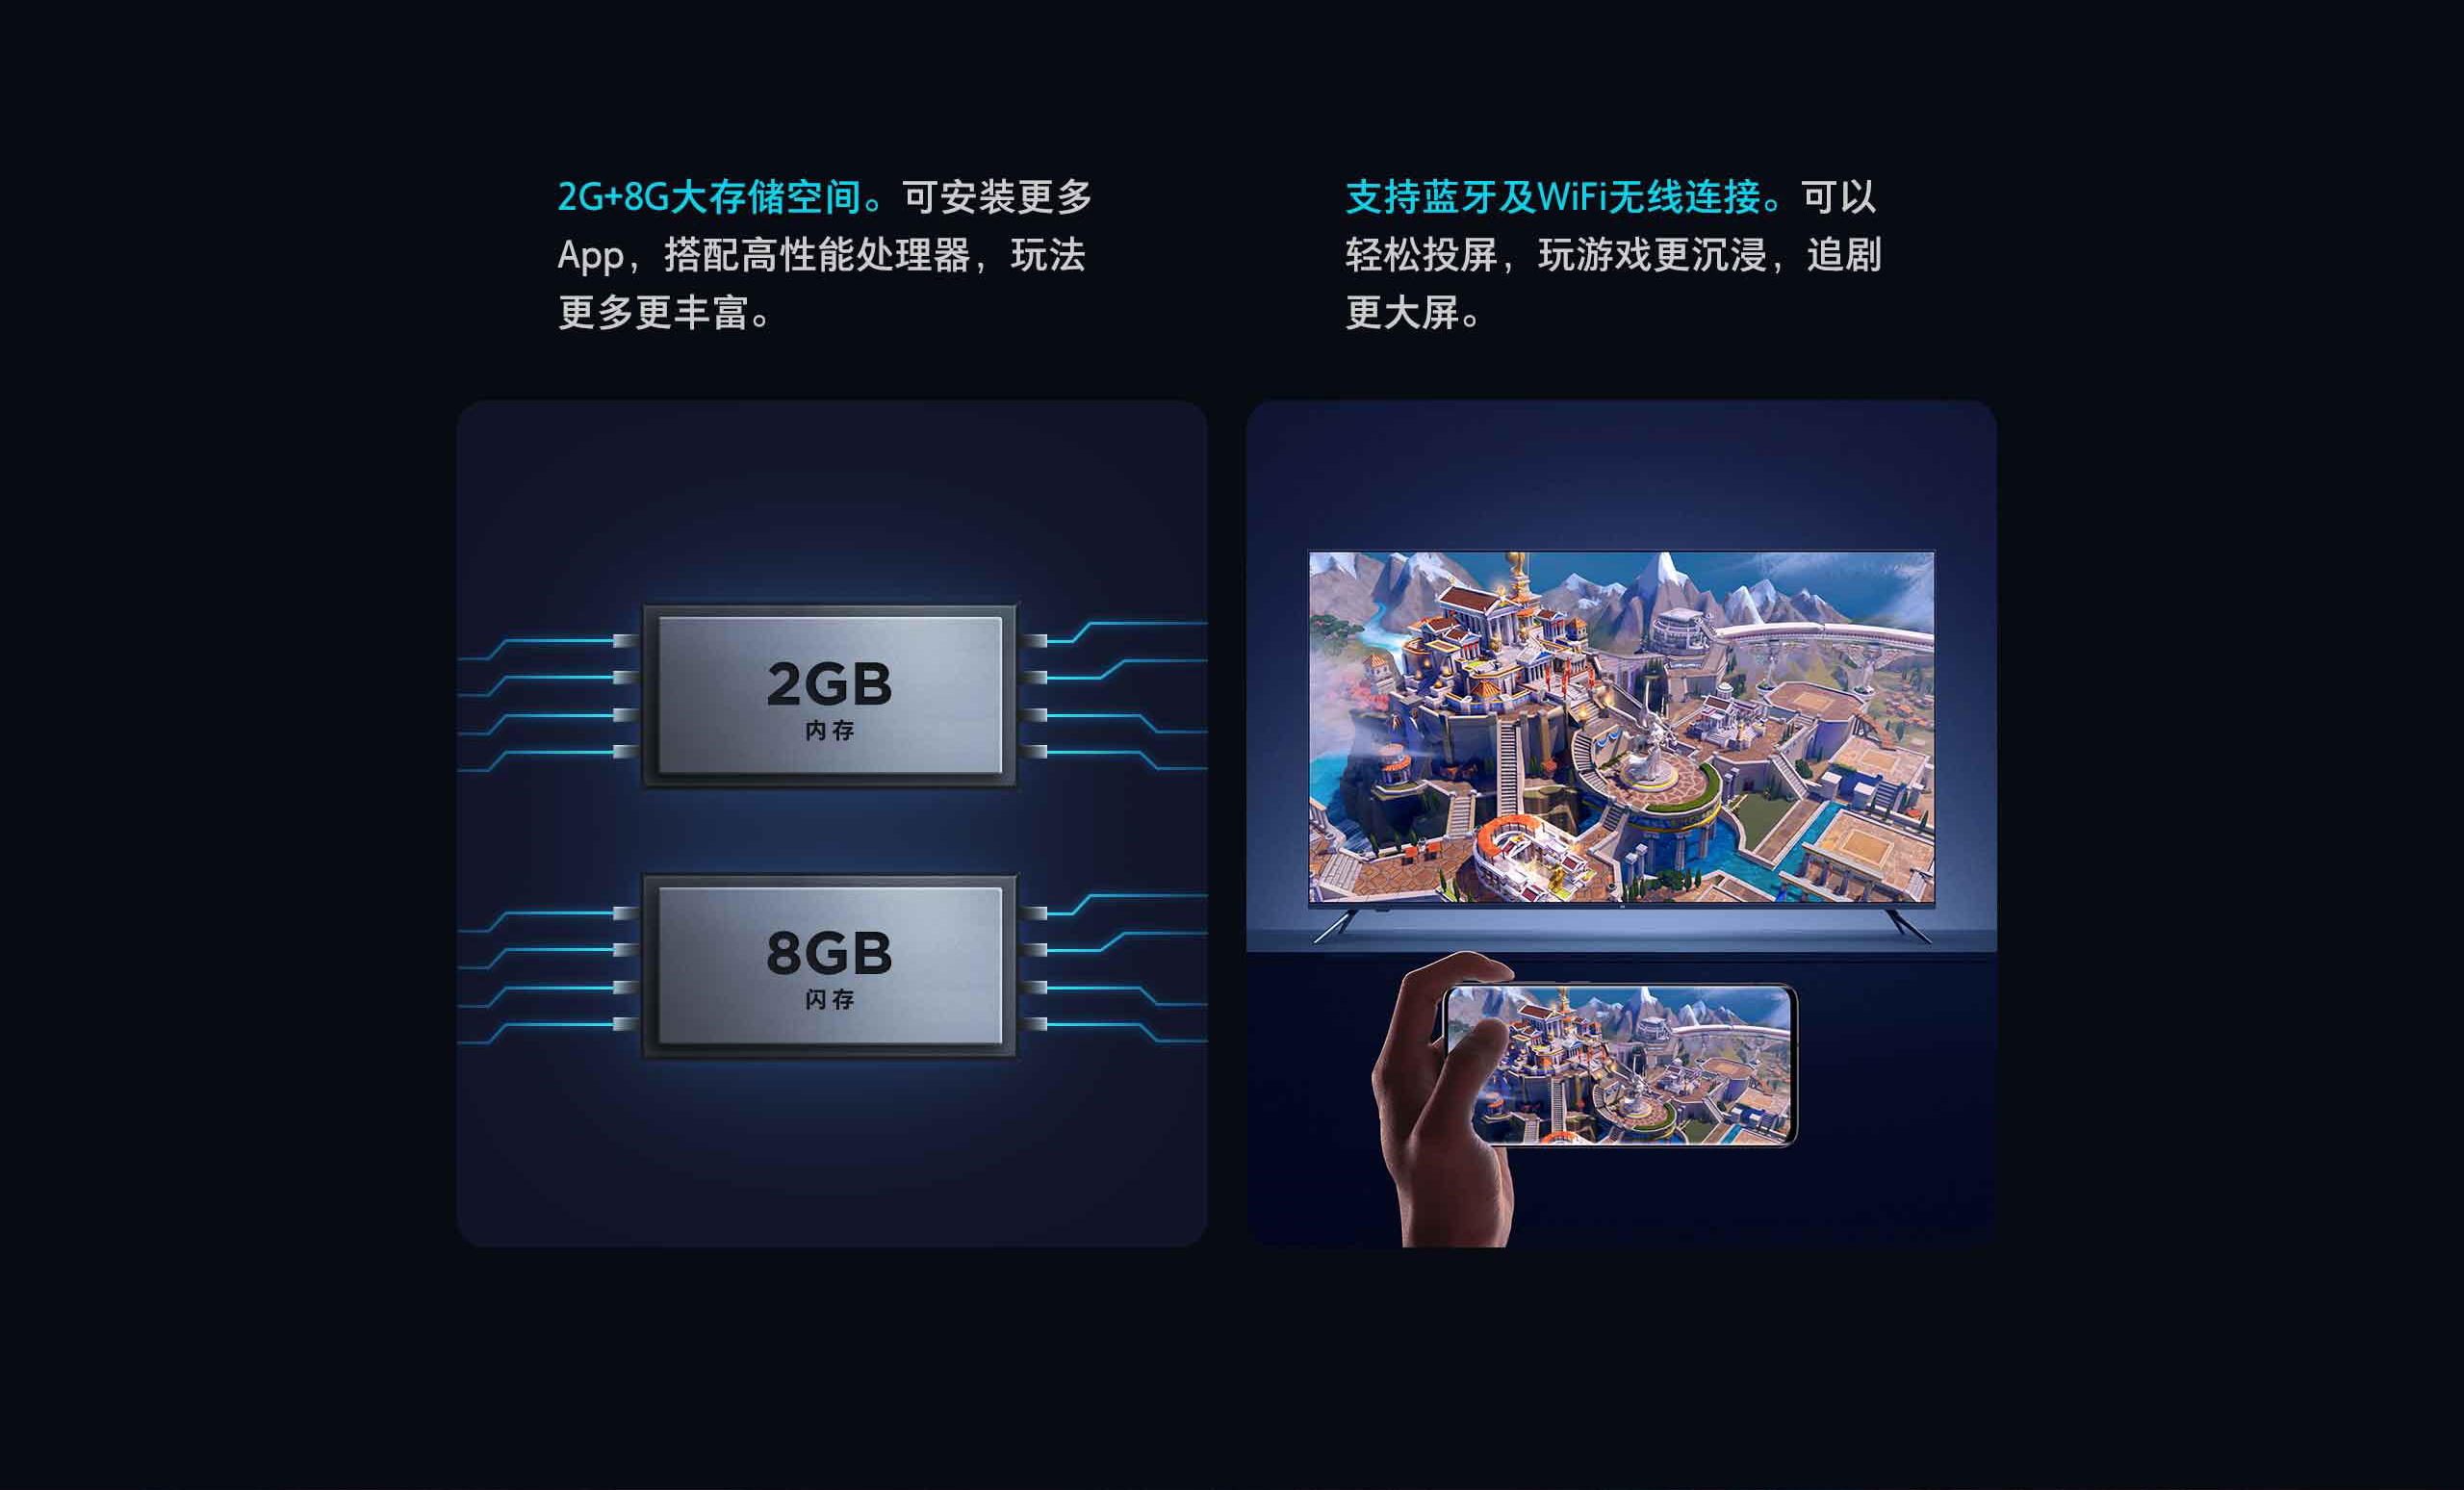 2G+8G大存储空间。可安装更多
App，搭配高性能处理器，玩法
更多更丰富。
支持蓝牙及WiFi无线连接。可以
轻松投屏，玩游戏更沉浸，追剧
更大屏。
2GB
内存
8GB
闪存